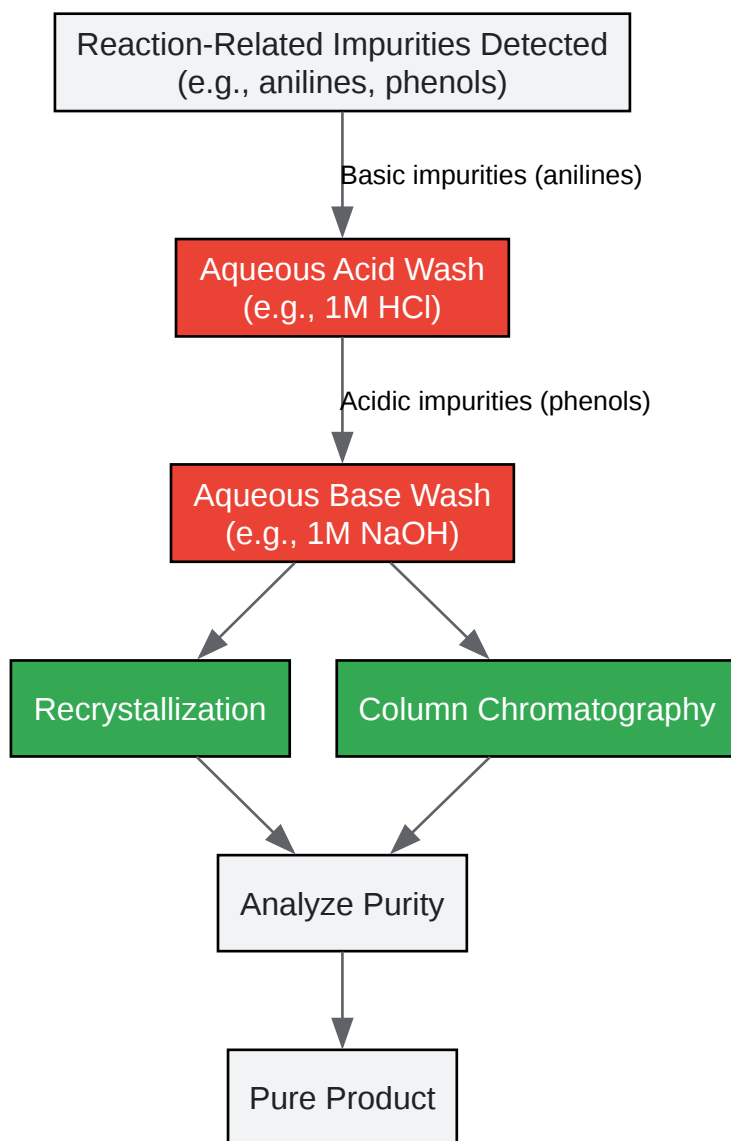 Reaction-Related Impurities Detected
(e.g., anilines, phenols)
Basic impurities (anilines)
Aqueous Acid Wash
(e.g., 1M HCl)
Acidic impurities (phenols)
Aqueous Base Wash
(e.g., 1M NaOH)
Recrystallization
Column Chromatography
Analyze Purity
Pure Product